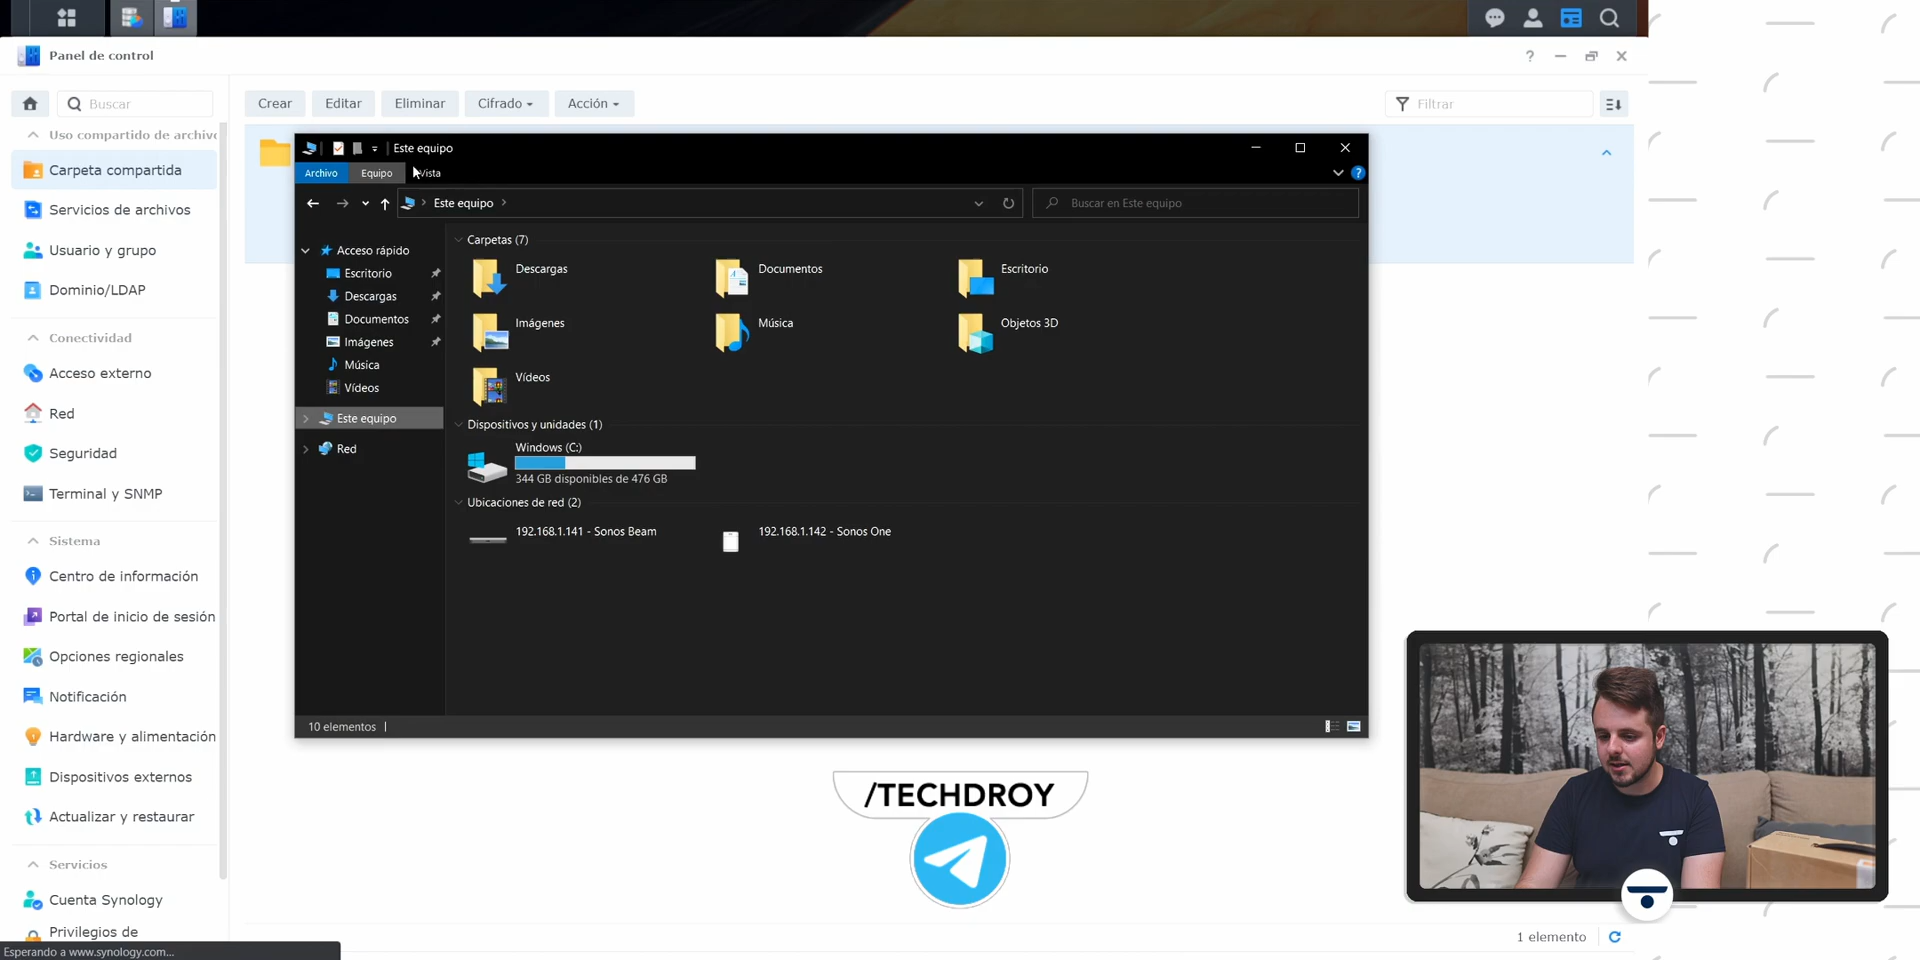 Panel de control
?
Buscar
Crear
Editar
Eliminar
Cifrado
Acción
Filtrar
Uso compartido de archivo
Carpeta compartida
Servicios de archivos
Usuario y grupo
Dominio/LDAP
Conectividad
Acceso externo
Red
Seguridad
Terminal y SNMP
Sistema
Centro de información
Portal de inicio de sesión
Opciones regionales
Notificación
Hardware y alimentación
Dispositivos externos
Actualizar y restaurar
Servicios
Cuenta Synology
Privilegios de
Esperando a www.synology.com...
Este equipo
Archivo
Equipo
Vista
?
Este equipo
Buscar en Este equipo
Acceso rápido
Escritorio
Descargas
Documentos
Imágenes
Música
Vídeos
Este equipo
Red
Carpetas (7)
Descargas
Documentos
Escritorio
Imágenes
Música
Objetos 3D
Vídeos
Dispositivos y unidades (1)
Windows (C:)
344 GB disponibles de 476 GB
Ubicaciones de red (2)
192.168.1.141 - Sonos Beam
192.168.1.142 - Sonos One
10 elementos
/TECHDROY
1 elemento